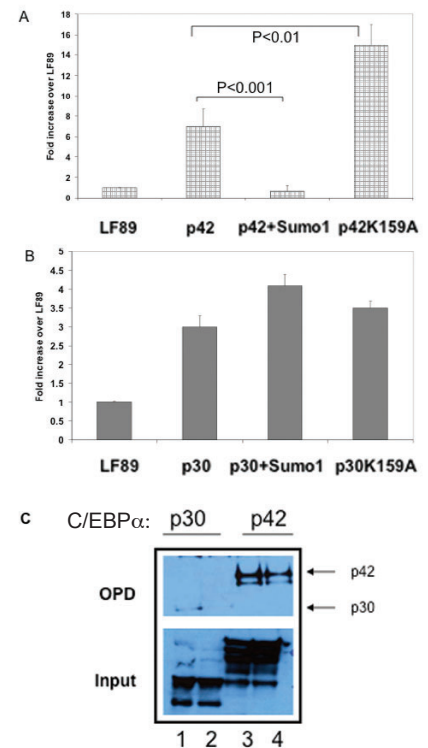 A
Fold increase over LF89
18
16
14
12
10
8
6
4
2
0
P<0.01
P<0.001
LF89 p42 p42+Sumo1 p42K159A
B
Fold increase over LF89
5
4.5
4
3.5
3
2.5
2
1.5
1
0.5
0
LF89 p30 p30+Sumo1 p30K159A
C C/EBPα: p30 p42
OPD
p42
p30
Input
1 2 3 4